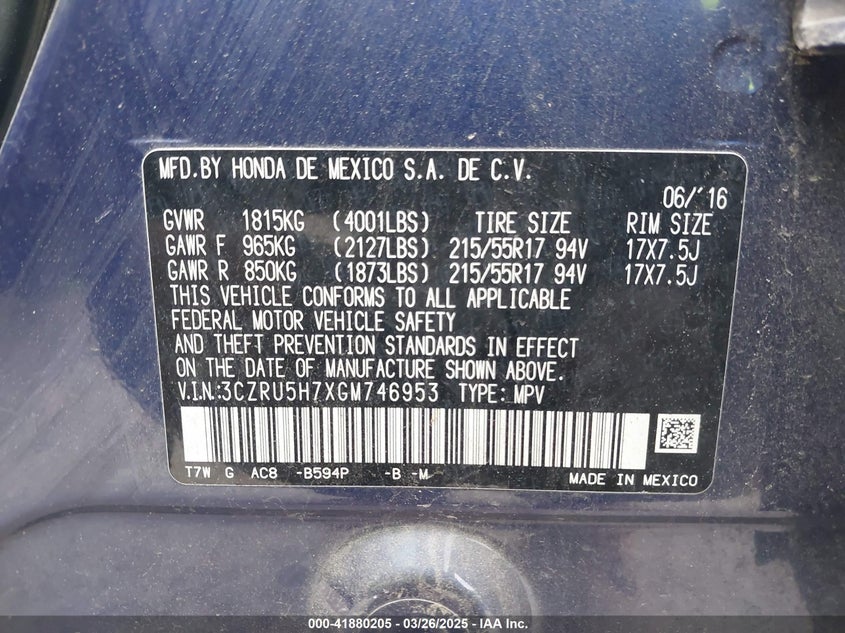 MFD.BY HONDA DE MEXICO S.A. DE C.V.
06/'16
GVWR 1815KG (4001LBS) TIRE SIZE RIM SIZE
GAWR F 965KG (2127LBS) 215/55R17 94V 17X7.5J
GAWR R 850KG (1873LBS) 215/55R17 94V 17X7.5J
THIS VEHICLE CONFORMS TO ALL APPLICABLE
FEDERAL MOTOR VEHICLE SAFETY
AND THEFT PREVENTION STANDARDS IN EFFECT
ON THE DATE OF MANUFACTURE SHOWN ABOVE.
V.I.N:3CZRU5H7XGM746953 TYPE:MPV
T7W G AC8 -B594P -B -M MADE IN MEXICO
000-41880205 - 03/26/2025 - IAA Inc.